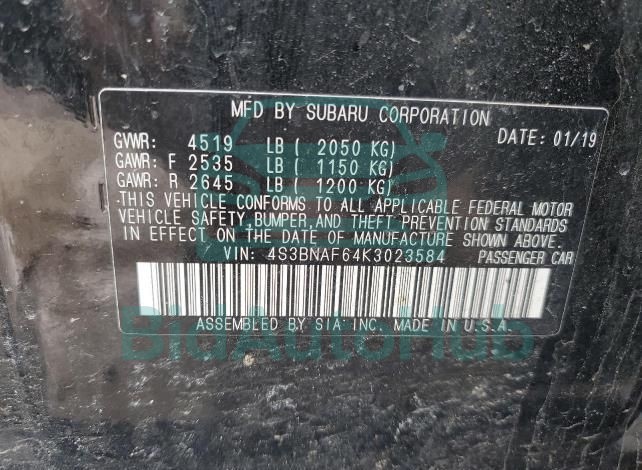 MFD BY SUBARU CORPORATION
DATE: 01/19
GVWR: 4519 LB ( 2050 KG)
GAWR: F 2535 LB ( 1150 KG)
GAWR: R 2645 LB ( 1200 KG)
THIS VEHICLE CONFORMS TO ALL APPLICABLE FEDERAL MOTOR
VEHICLE SAFETY, BUMPER, AND THEFT PREVENTION STANDARDS
IN EFFECT ON THE DATE OF MANUFACTURE SHOWN ABOVE.
VIN: 4S3BNAF64K3023584 PASSENGER CAR
ASSEMBLED BY SIA INC. MADE IN U.S.A.
BidAutoHub